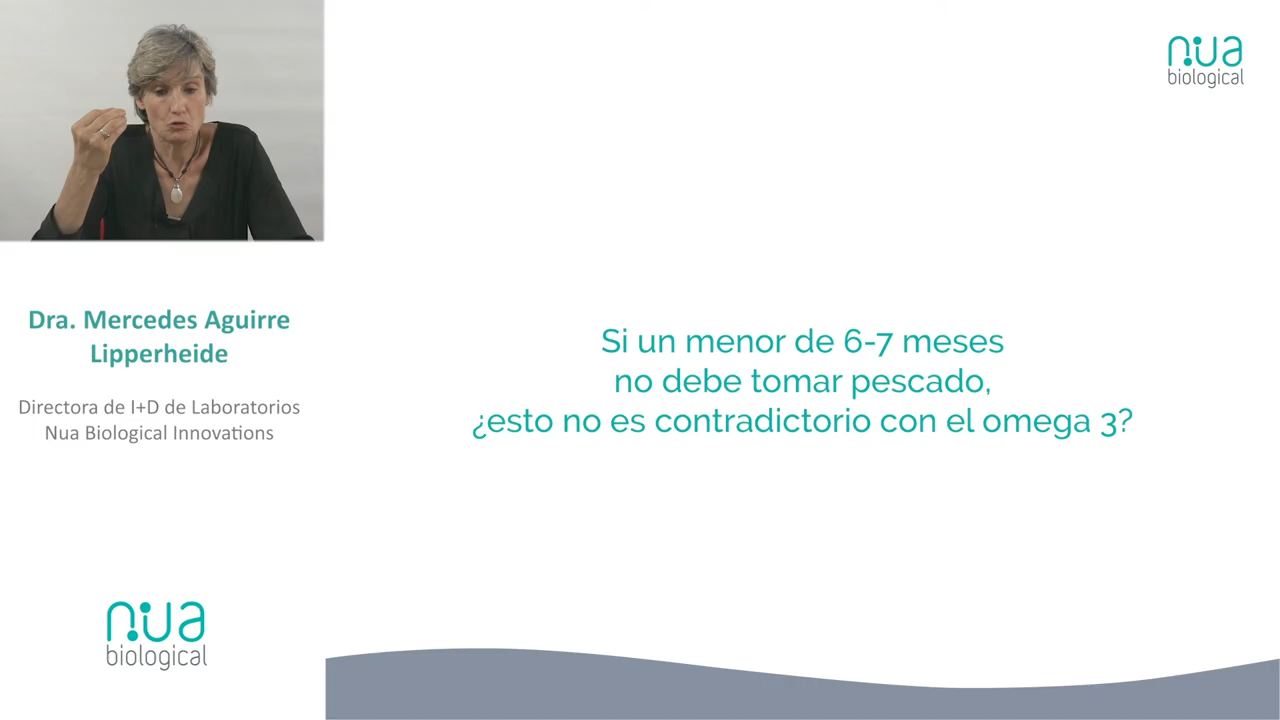 nua
biological
Dra. Mercedes Aguirre
Lipperheide
Directora de I+D de Laboratorios
Nua Biological Innovations
Si un menor de 6-7 meses
no debe tomar pescado,
¿esto no es contradictorio con el omega 3?
nua
biological